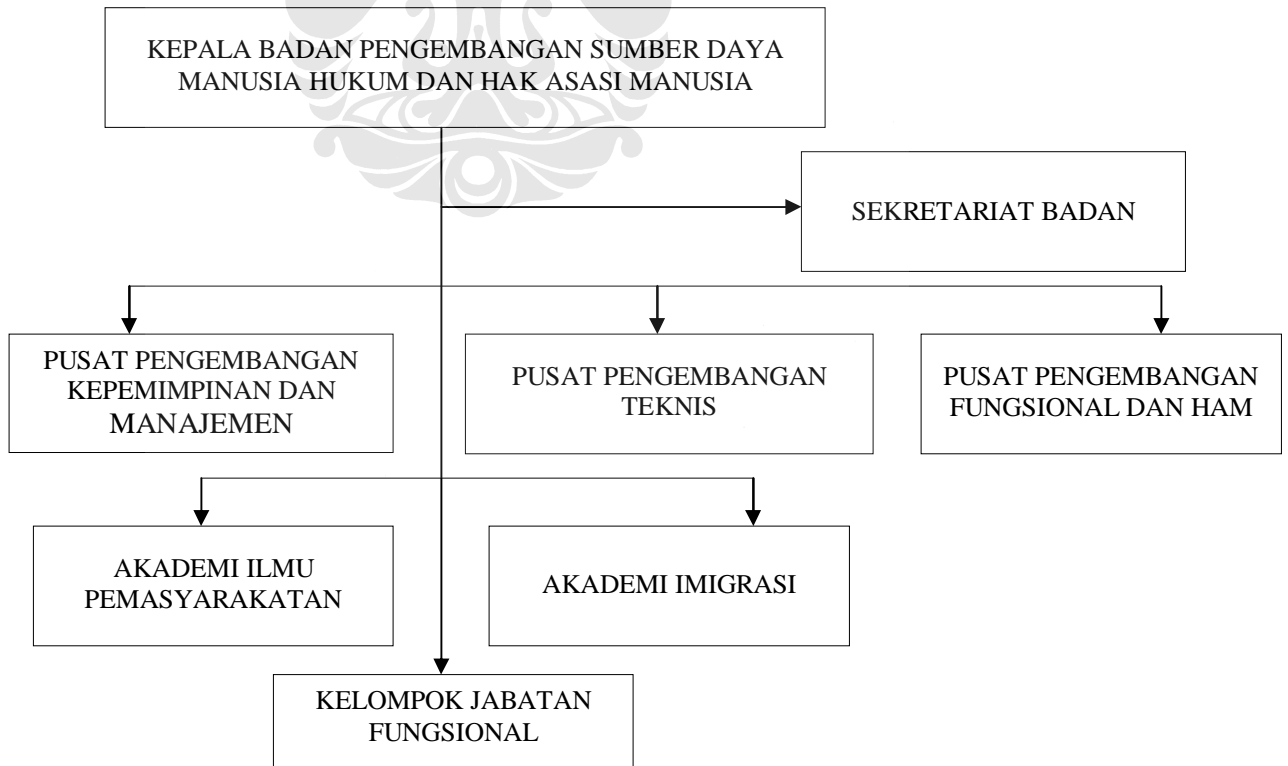 KEPALA BADAN PENGEMBANGAN SUMBER DAYA
MANUSIA HUKUM DAN HAK ASASI MANUSIA
SEKRETARIAT BADAN
PUSAT PENGEMBANGAN
KEPEMIMPINAN DAN
MANAJEMEN
PUSAT PENGEMBANGAN
TEKNIS
PUSAT PENGEMBANGAN
FUNGSIONAL DAN HAM
AKADEMI ILMU
PEMASYARAKATAN
AKADEMI IMIGRASI
KELOMPOK JABATAN
FUNGSIONAL